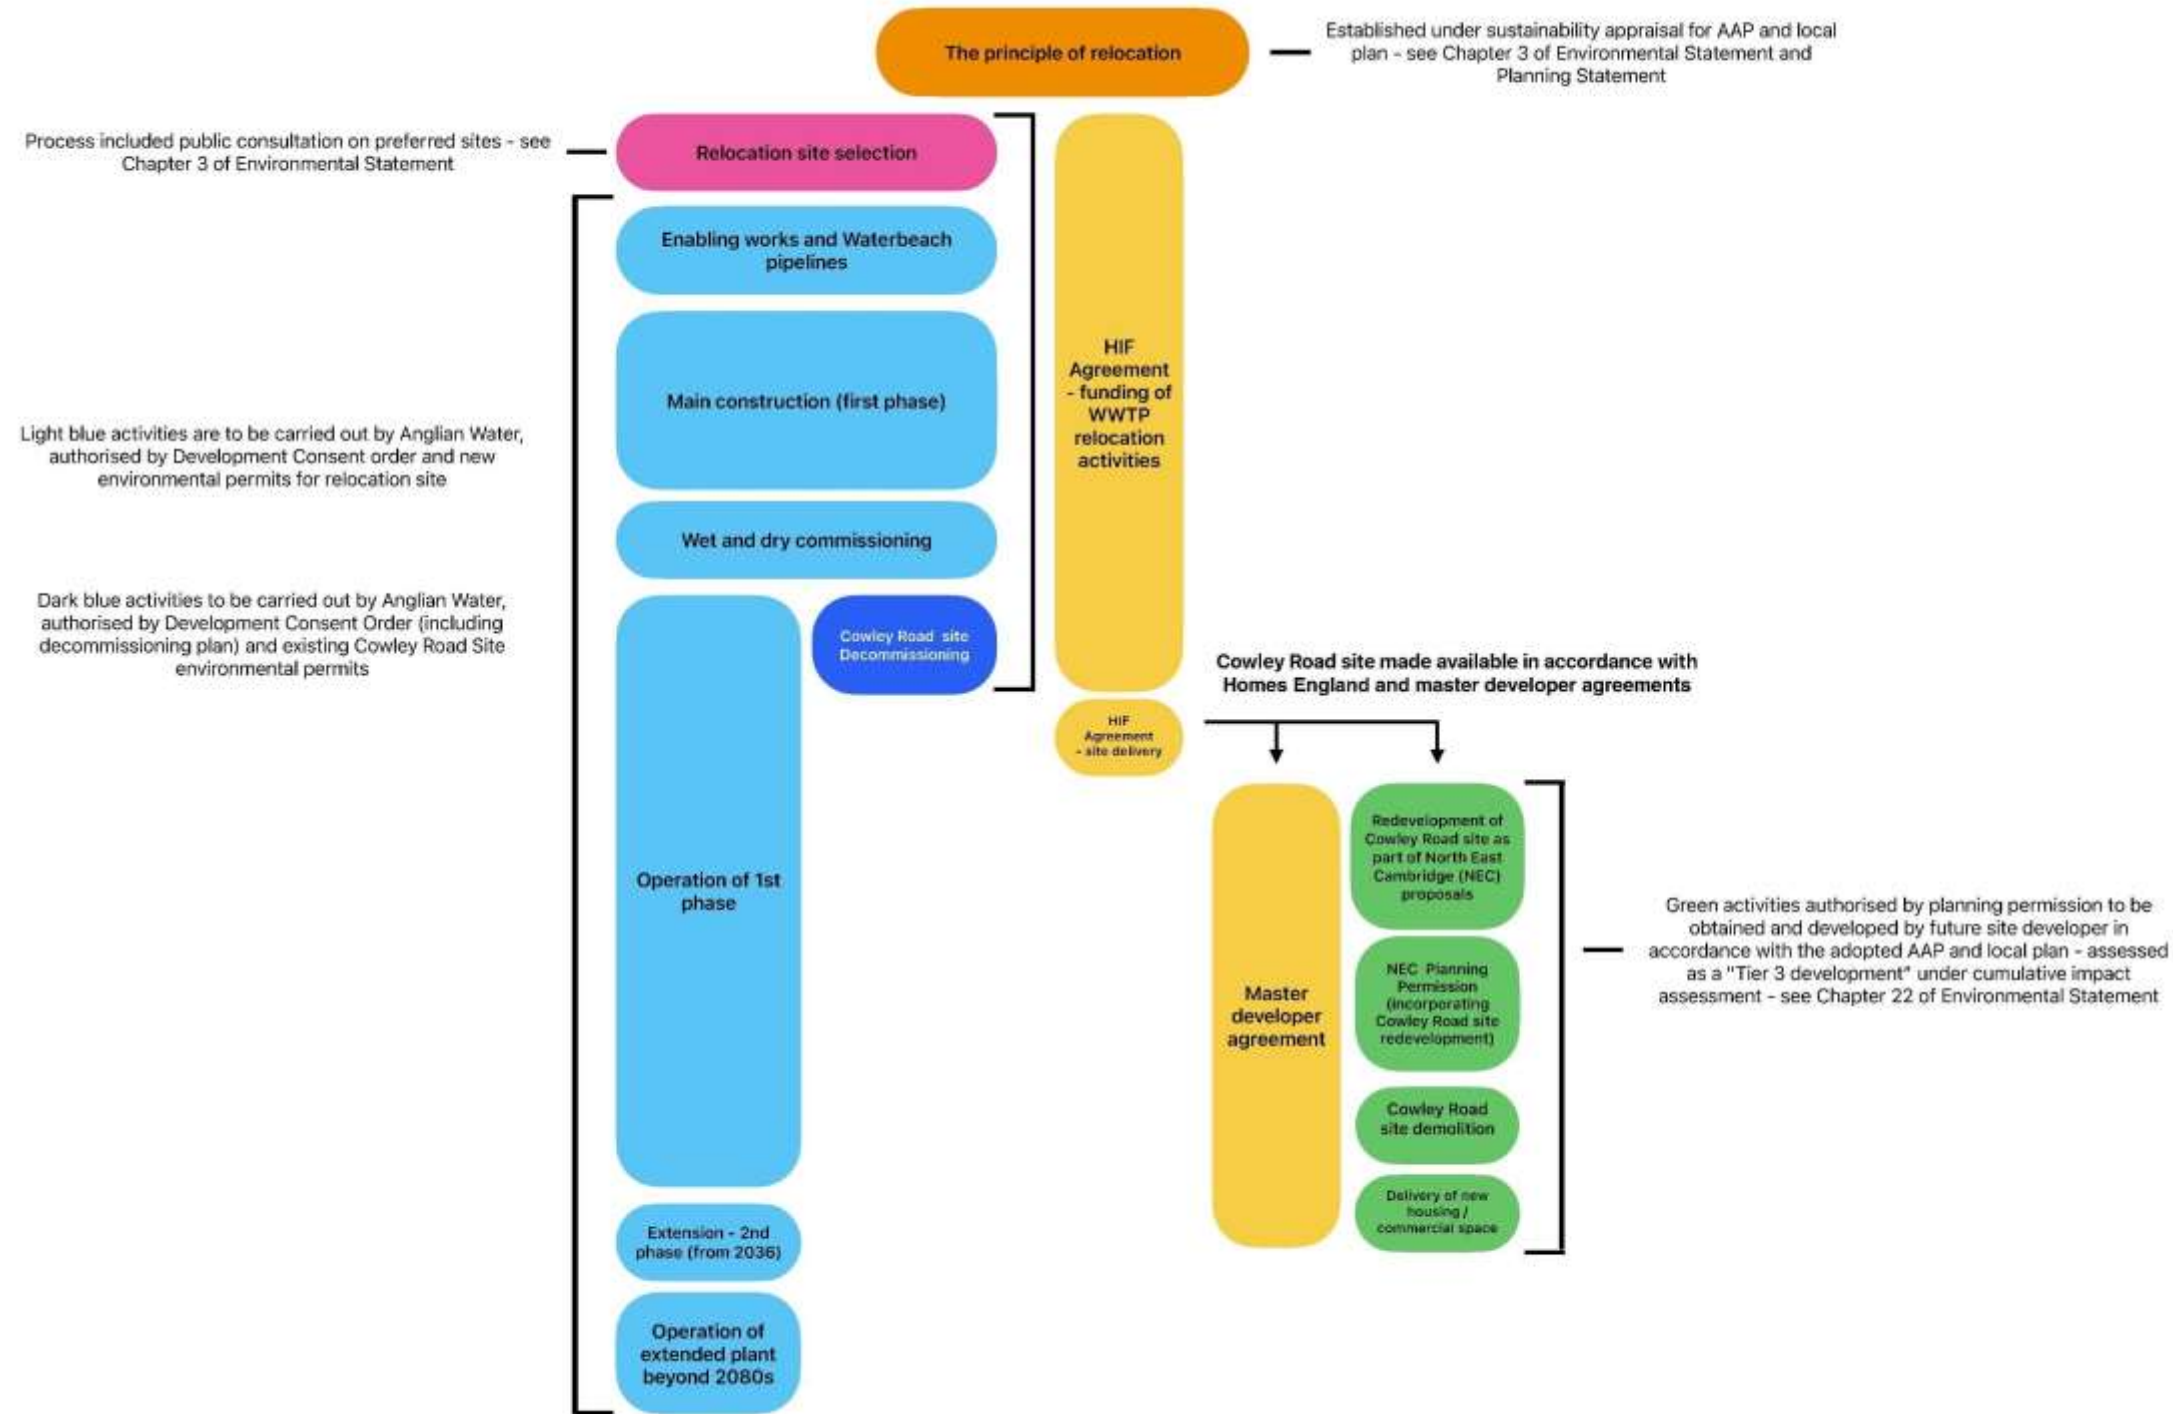 The principle of relocation
Established under sustainability appraisal for AAP and local
plan - see Chapter 3 of Environmental Statement and
Planning Statement
Process included public consultation on preferred sites - see
Chapter 3 of Environmental Statement
Relocation site selection
Enabling works and Waterbeach
pipelines
Main construction (first phase)
HIF
Agreement
- funding of
WWTP
relocation
activities
Light blue activities are to be carried out by Anglian Water,
authorised by Development Consent order and new
environmental permits for relocation site
Wet and dry commissioning
Dark blue activities to be carried out by Anglian Water,
authorised by Development Consent Order (including
decommissioning plan) and existing Cowley Road Site
environmental permits
Cowley Road site
Decommissioning
Cowley Road site made available in accordance with
Homes England and master developer agreements
HIF
Agreement
- site delivery
Operation of 1st
phase
Master
developer
agreement
Redevelopment of
Cowley Road site as
part of North East
Cambridge (NEC)
proposals
NEC Planning
Permission
(incorporating
Cowley Road site
redevelopment)
Cowley Road
site demolition
Delivery of new
housing /
commercial space
Green activities authorised by planning permission to be
obtained and developed by future site developer in
accordance with the adopted AAP and local plan - assessed
as a "Tier 3 development" under cumulative impact
assessment - see Chapter 22 of Environmental Statement
Extension - 2nd
phase (from 2036)
Operation of
extended plant
beyond 2080s